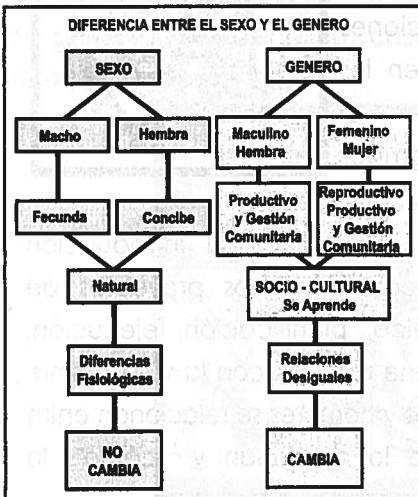 DIFERENCIA ENTRE EL SEXO Y EL GENERO
SEXO
GENERO
Macho
Hembra
Maculino
Hembra
Femenino
Mujer
Fecunda
Concibe
Productivo
y Gestión
Comunitaria
Reproductivo
Productivo
y Gestión
Comunitaria
Natural
SOCIO - CULTURAL
Se Aprende
Diferencias
Fisiológicas
Relaciones
Desiguales
NO
CAMBIA
CAMBIA